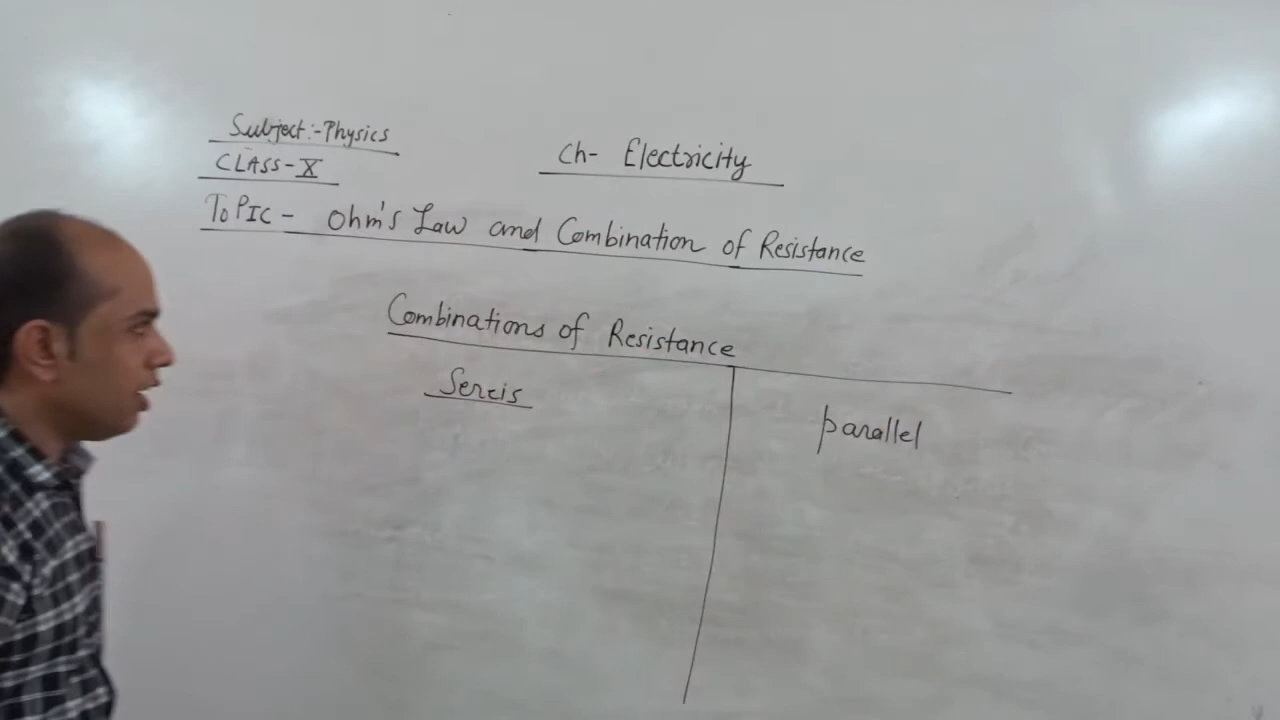 Subject:-Physics
CLASS-X
Ch- Electricity
TOPIC- Ohm's Law and Combination of Resistance
Combinations of Resistance
Sereis
parallel